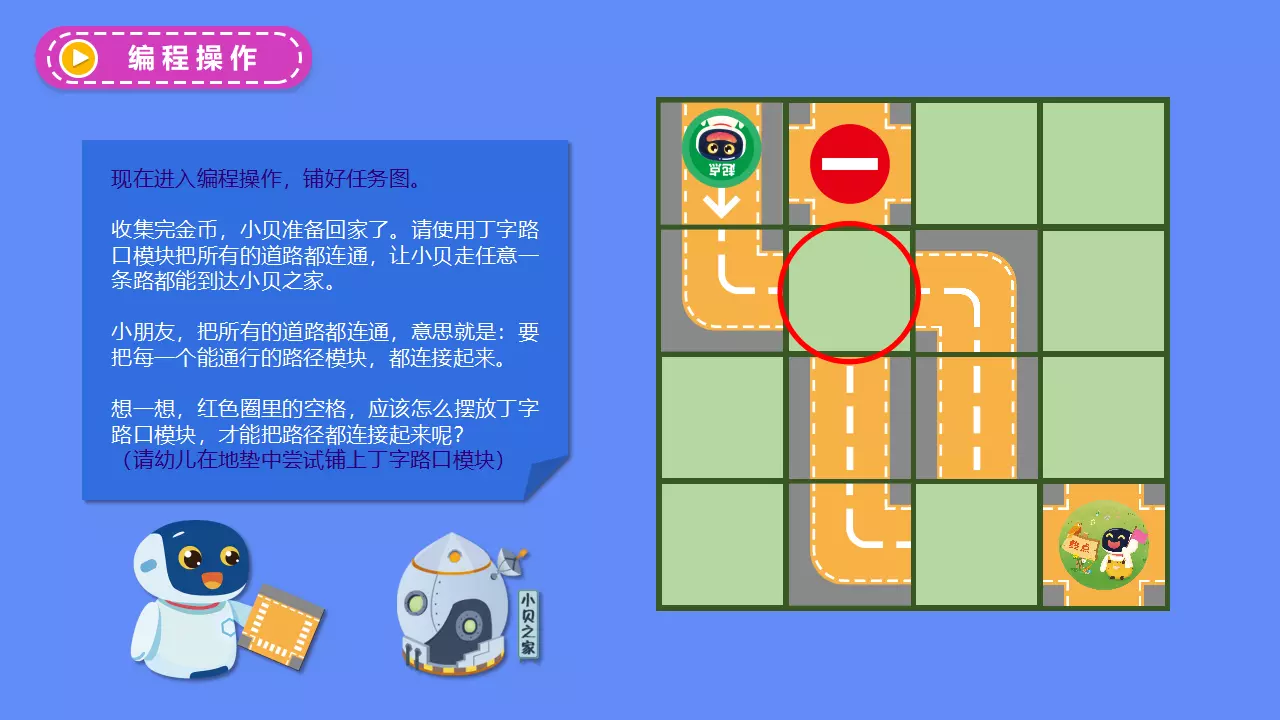 编程操作
现在进入编程操作，铺好任务图。
收集完金币，小贝准备回家了。请使用丁字路
口模块把所有的道路都连通，让小贝走任意一
条路都能到达小贝之家。
小朋友，把所有的道路都连通，意思就是：要
把每一个能通行的路径模块，都连接起来。
想一想，红色圈里的空格，应该怎么摆放丁字
路口模块，才能把路径都连接起来呢？
（请幼儿在地垫中尝试铺上丁字路口模块）
起点
终点
小贝之家